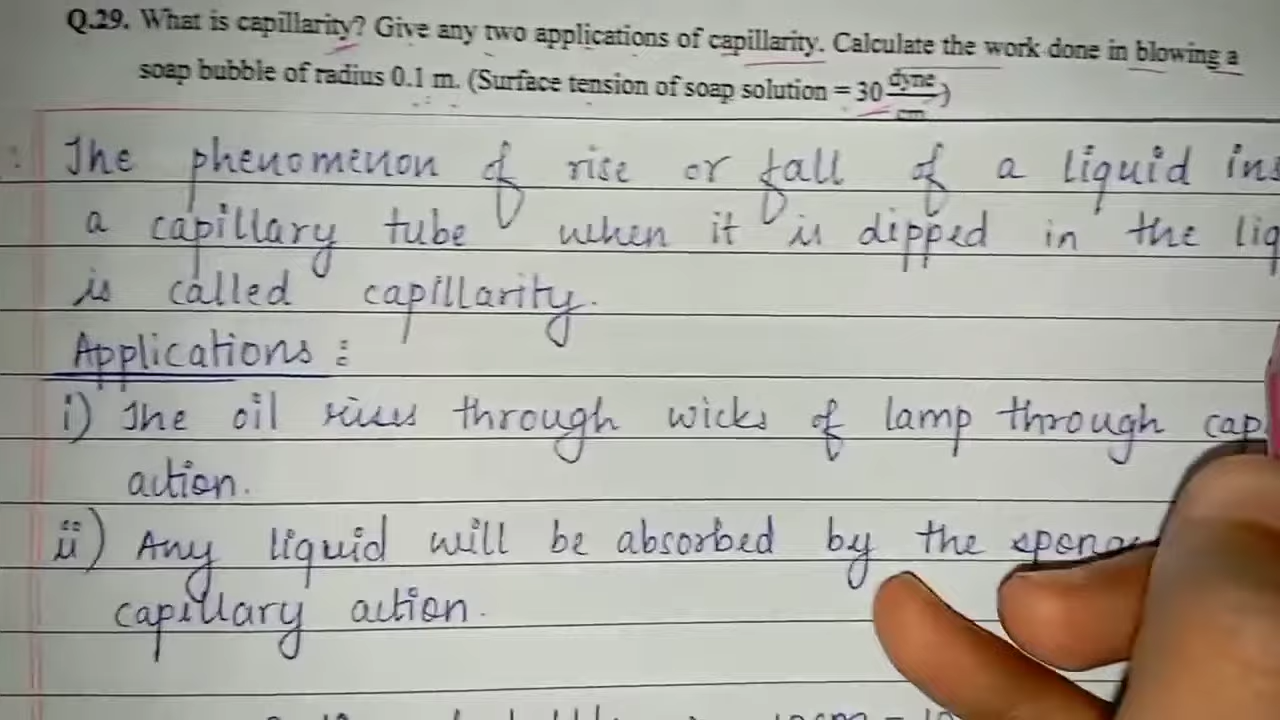 Q.29. What is capillarity? Give any two applications of capillarity. Calculate the work done in blowing a
soap bubble of radius 0.1 m. (Surface tension of soap solution = 30 dyne/cm)
The phenomenon of rise or fall of a liquid ins
a capillary tube when it is dipped in the liq
is called capillarity.
Applications :
i) The oil rises through wicks of lamp through cap
action.
ii) Any liquid will be absorbed by the
capillary action.